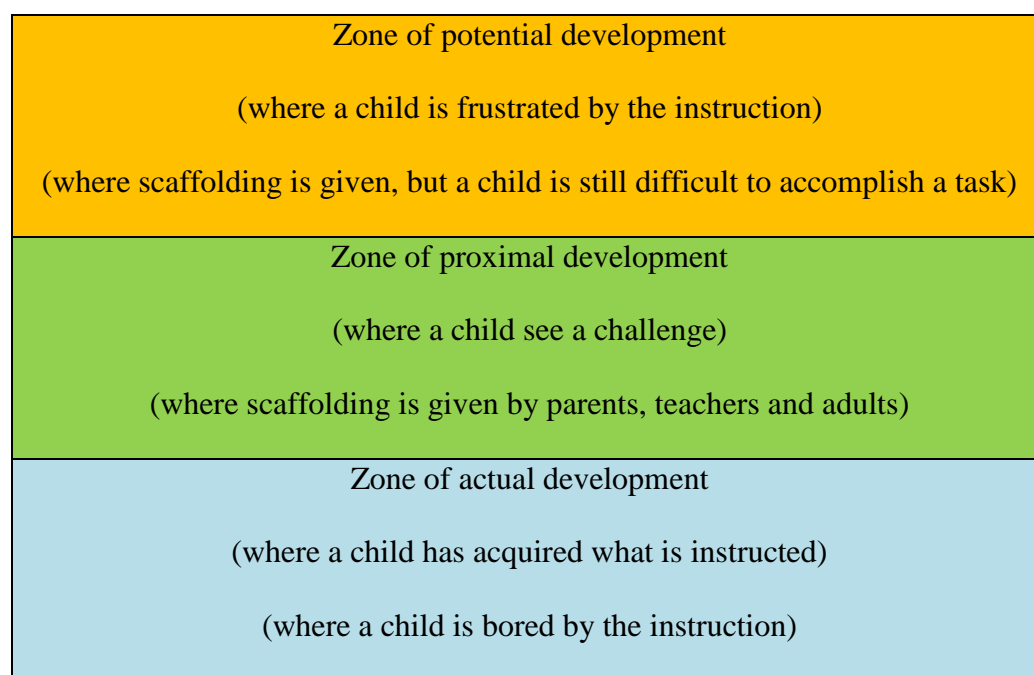 Zone of potential development
(where a child is frustrated by the instruction)
(where scaffolding is given, but a child is still difficult to accomplish a task)
Zone of proximal development
(where a child see a challenge)
(where scaffolding is given by parents, teachers and adults)
Zone of actual development
(where a child has acquired what is instructed)
(where a child is bored by the instruction)